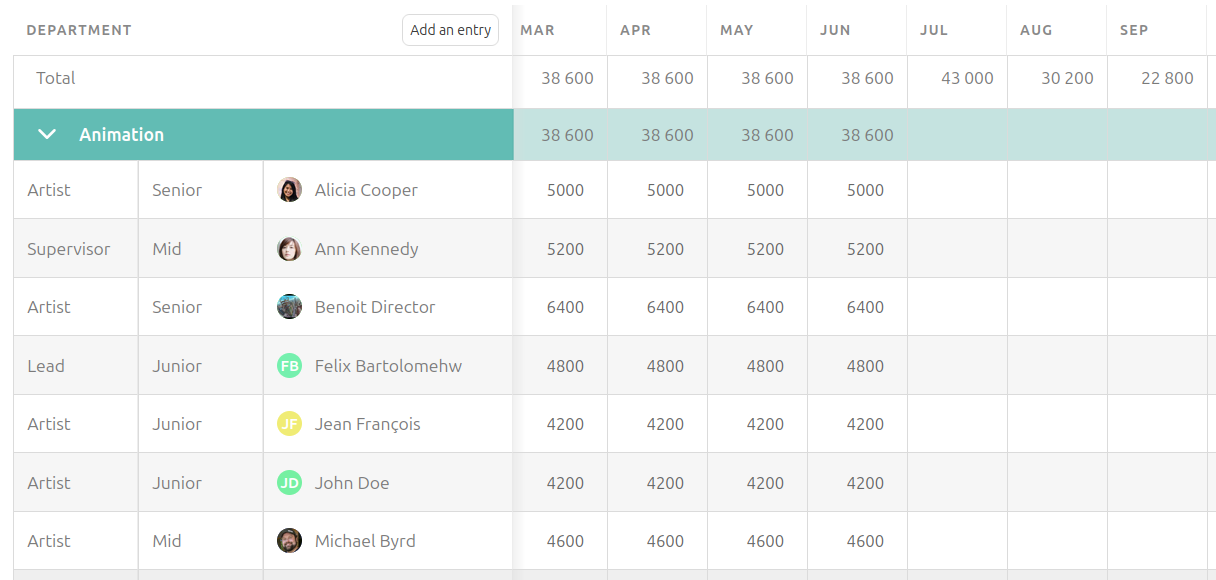 DEPARTMENT Add an entry MAR APR MAY JUN JUL AUG SEP
Total 38 600 38 600 38 600 38 600 43 000 30 200 22 800
Animation 38 600 38 600 38 600 38 600
Artist Senior Alicia Cooper 5000 5000 5000 5000
Supervisor Mid Ann Kennedy 5200 5200 5200 5200
Artist Senior Benoit Director 6400 6400 6400 6400
Lead Junior FB Felix Bartolomehw 4800 4800 4800 4800
Artist Junior JF Jean François 4200 4200 4200 4200
Artist Junior JD John Doe 4200 4200 4200 4200
Artist Mid Michael Byrd 4600 4600 4600 4600